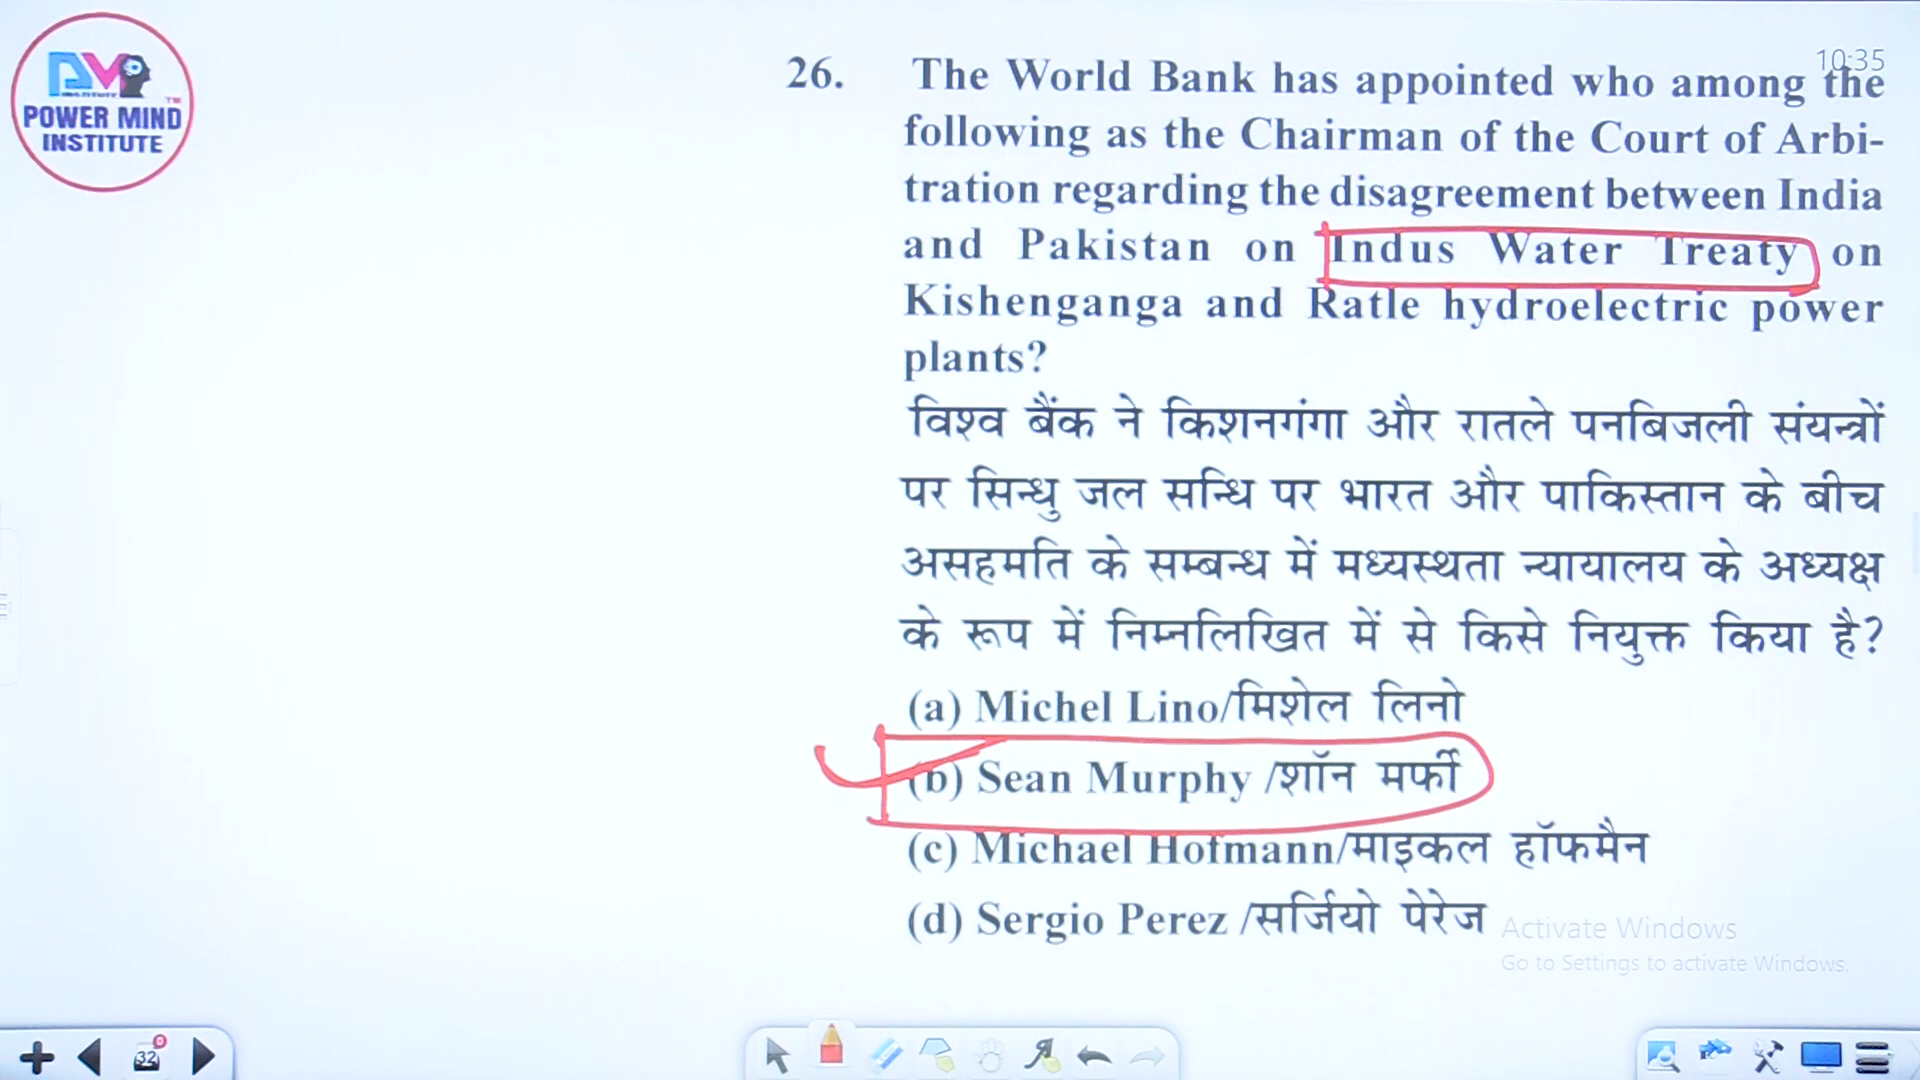 POWER MIND
INSTITUTE
10:35
26. The World Bank has appointed who among the
following as the Chairman of the Court of Arbi-
tration regarding the disagreement between India
and Pakistan on Indus Water Treaty on
Kishenganga and Ratle hydroelectric power
plants?
विश्व बैंक ने किशनगंगा और रातले पनबिजली संयन्त्रों
पर सिन्धु जल सन्धि पर भारत और पाकिस्तान के बीच
असहमति के सम्बन्ध में मध्यस्थता न्यायालय के अध्यक्ष
के रूप में निम्नलिखित में से किसे नियुक्त किया है?
(a) Michel Lino/मिशेल लिनो
(b) Sean Murphy /शॉन मर्फी
(c) Michael Hofmann/माइकल हॉफमैन
(d) Sergio Perez /सर्जियो पेरेज
Activate Windows
Go to Settings to activate Windows.
32
0